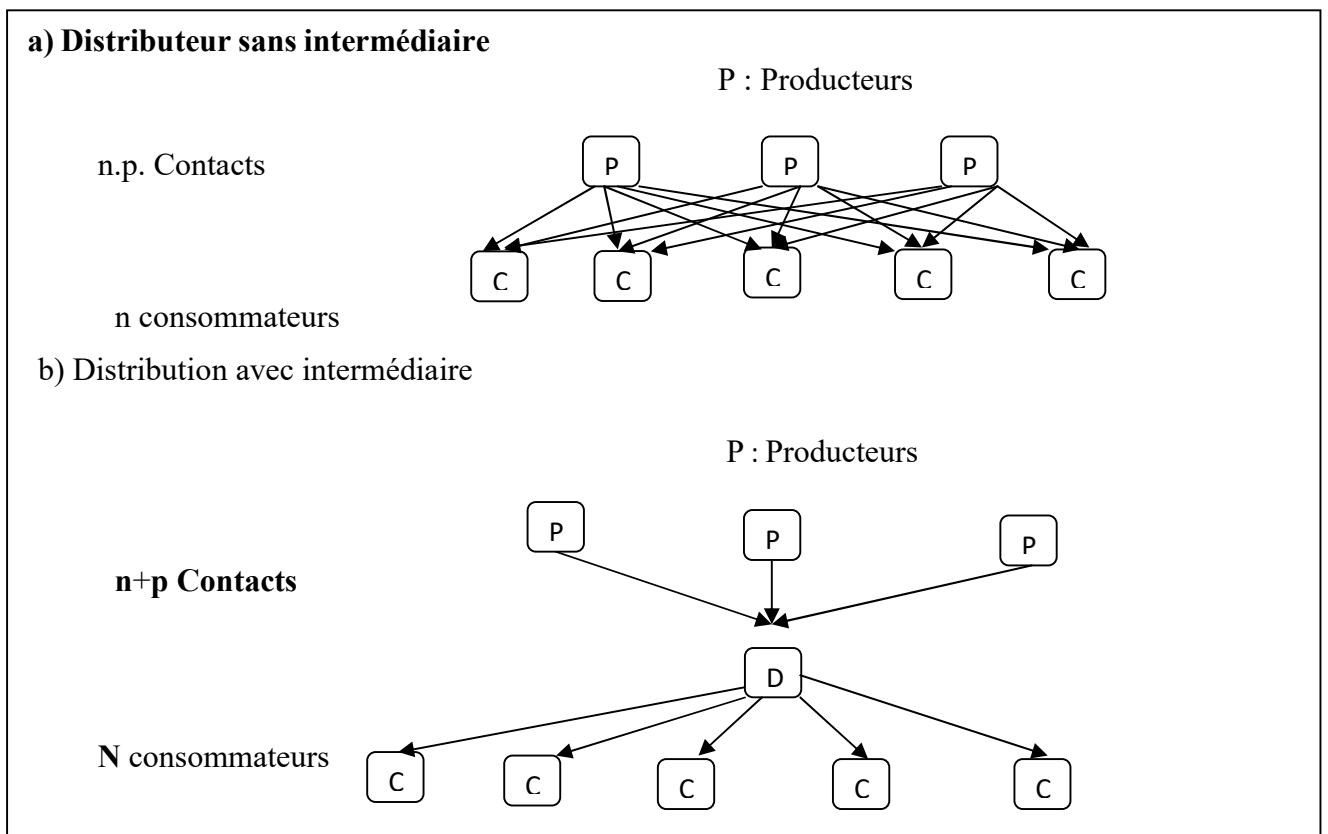 a) Distributeur sans intermédiaire
P : Producteurs
n.p. Contacts
P P P
C C C C C
n consommateurs
b) Distribution avec intermédiaire
P : Producteurs
P P P
n+p Contacts
D
N consommateurs
C C C C C